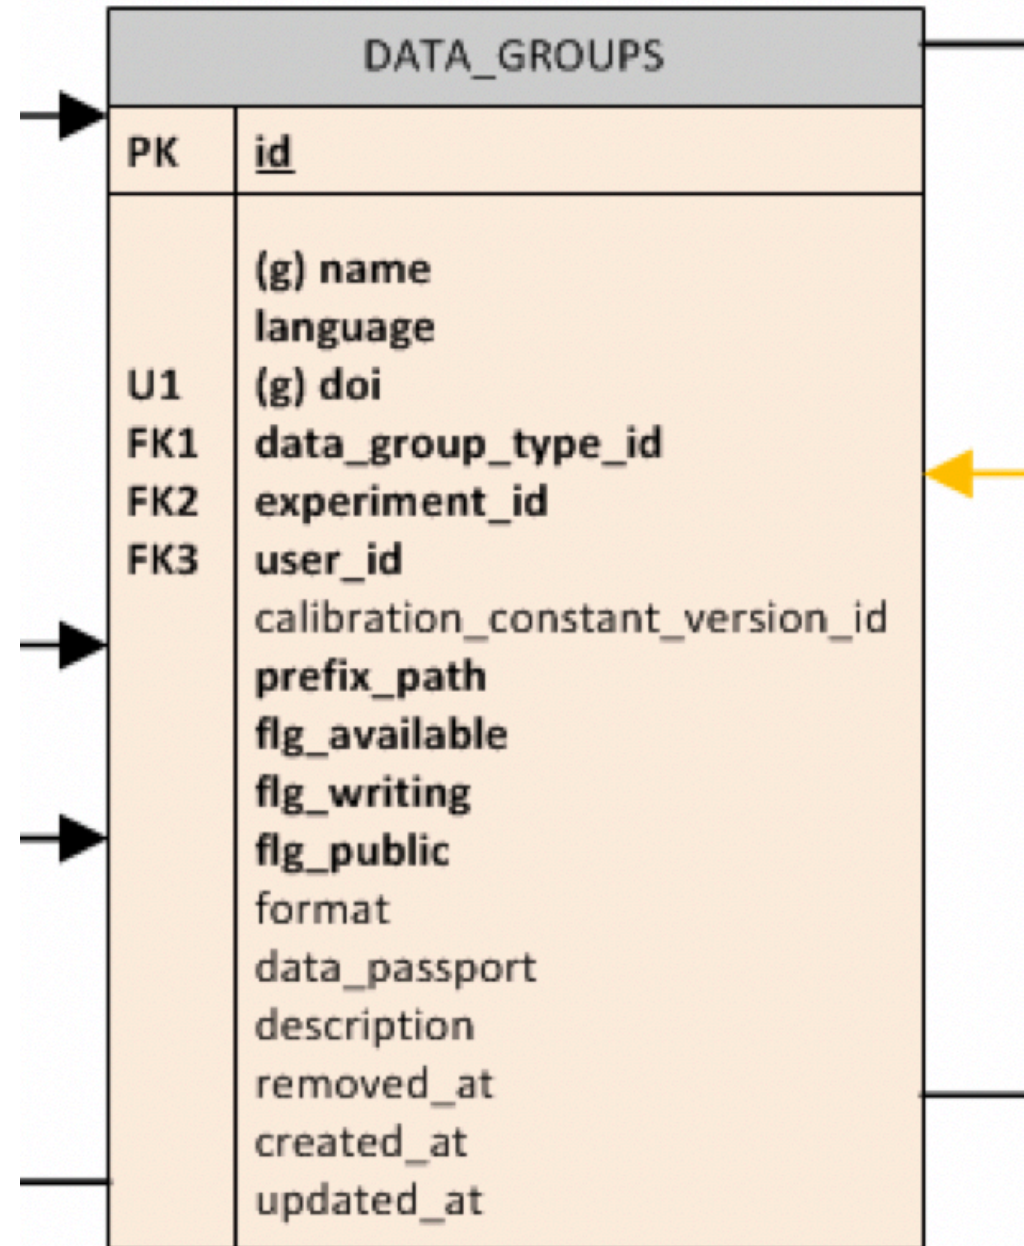 DATA_GROUPS
PK id
(g) name
language
U1 (g) doi
FK1 data_group_type_id
FK2 experiment_id
FK3 user_id
calibration_constant_version_id
prefix_path
flg_available
flg_writing
flg_public
format
data_passport
description
removed_at
created_at
updated_at